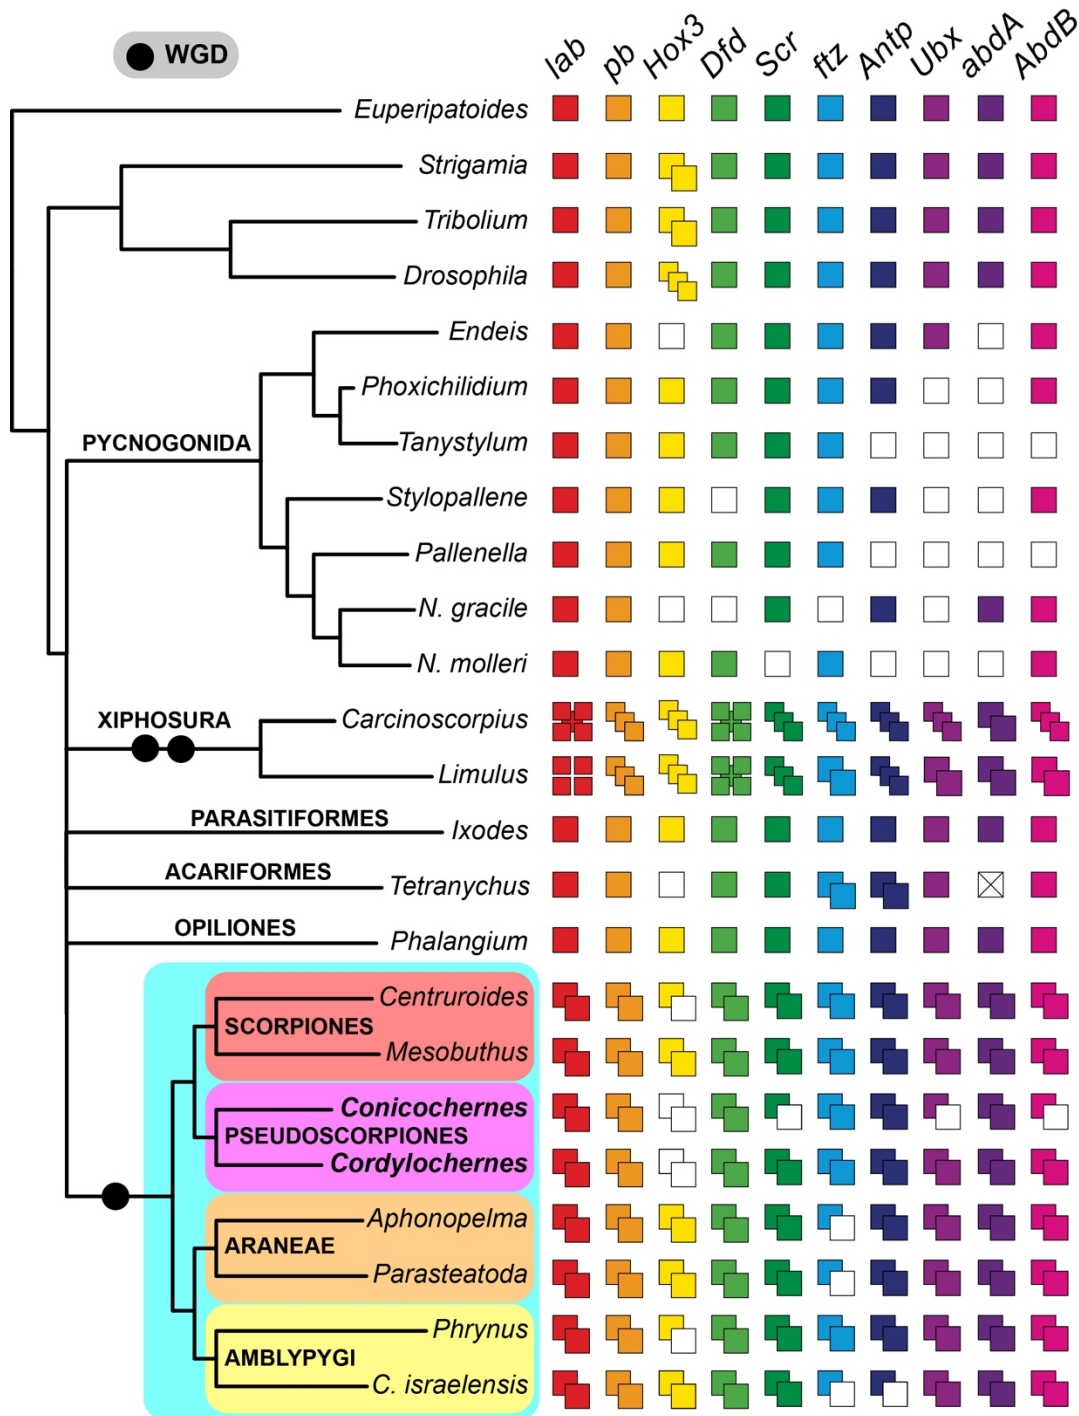 WGD
lab pb Hox3 Dfd Scr ftz Antp Ubx abdA AbdB
Euperipatoides
Strigamia
Tribolium
Drosophila
Endeis
Phoxichilidium
PYCNOGONIDA
Tanystylum
Stylopallene
Pallenella
N. gracile
N. molleri
XIPHOSURA
Carcinoscorpius
Limulus
PARASITIFORMES
Ixodes
ACARIFORMES
Tetranychus
OPILIONES
Phalangium
Centruroides
SCORPIONES
Mesobuthus
Conicochernes
PSEUDOSCORPIONES
Cordylochernes
Aphonopelma
ARANEAE
Parasteatoda
Phrynus
AMBLYPYGI
C. israelensis